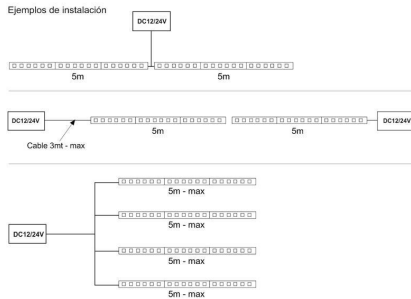 Ejemplos de instalación
DC12/24V
5m
5m
DC12/24V
DC12/24V
5m
5m
Cable 3mt - max
5m - max
5m - max
DC12/24V
5m - max
5m - max